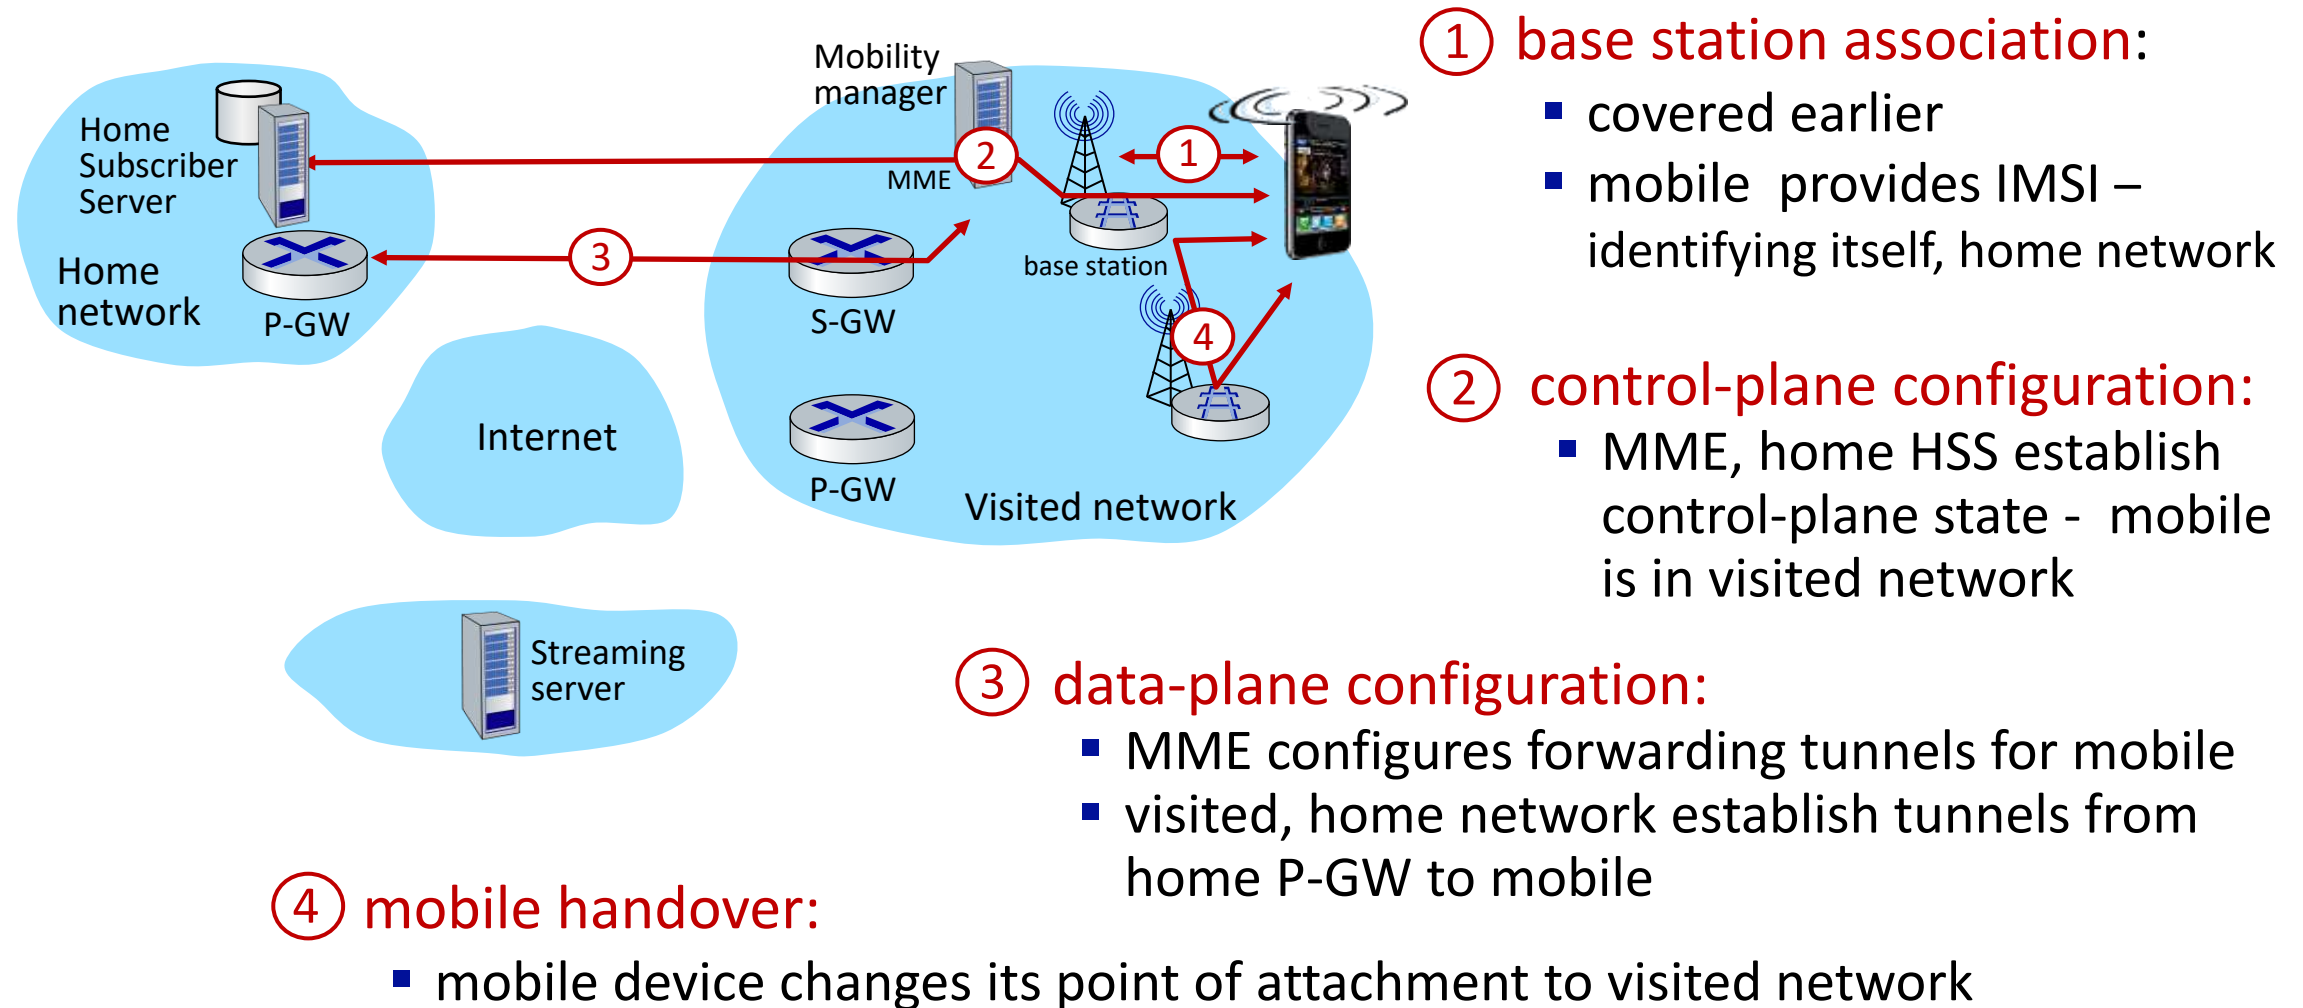 Mobility
manager
Home
Subscriber
Server
MME
2
1
3
Home
network
P-GW
S-GW
base station
4
Internet
P-GW
Visited network
Streaming
server
1 base station association:
▪ covered earlier
▪ mobile provides IMSI –
identifying itself, home network
2 control-plane configuration:
▪ MME, home HSS establish
control-plane state - mobile
is in visited network
3 data-plane configuration:
▪ MME configures forwarding tunnels for mobile
▪ visited, home network establish tunnels from
home P-GW to mobile
4 mobile handover:
▪ mobile device changes its point of attachment to visited network